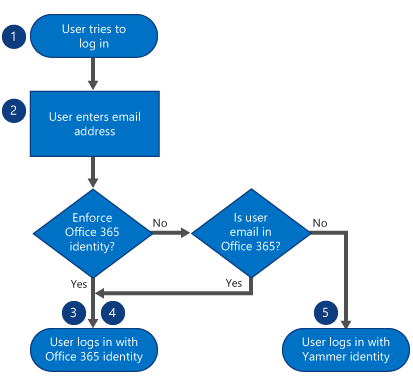 1
User tries to
log in
2
User enters email
address
Enforce
Office 365
identity?
No
Is user
email in
Office 365?
No
Yes
Yes
3
4
5
User logs in with
Office 365 identity
User logs in with
Yammer identity